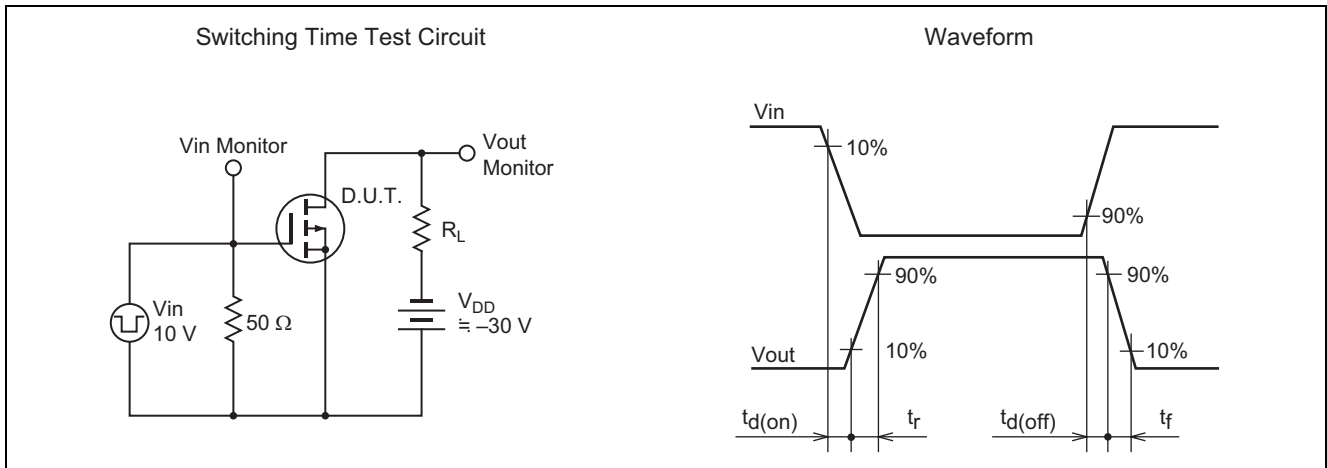 Switching Time Test Circuit
Vin Monitor
Vout
Monitor
D.U.T.
RL
Vin
10 V
50 Ω
VDD
≒ –30 V
Waveform
Vin
10%
90%
90%
90%
Vout
10%
10%
td(on)
tr
td(off)
tf